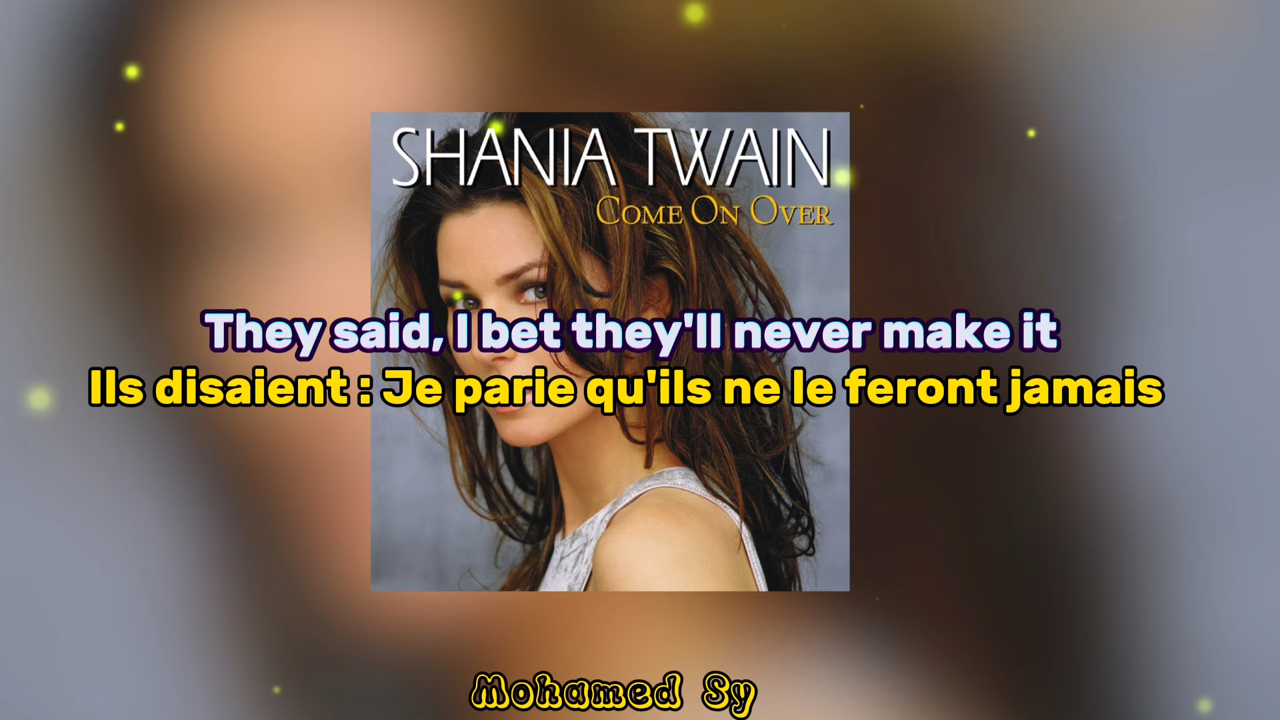 SHANIA TWAIN
COME ON OVER
They said, I bet they'll never make it
Ils disaient : Je parie qu'ils ne le feront jamais
Mohamed Sy